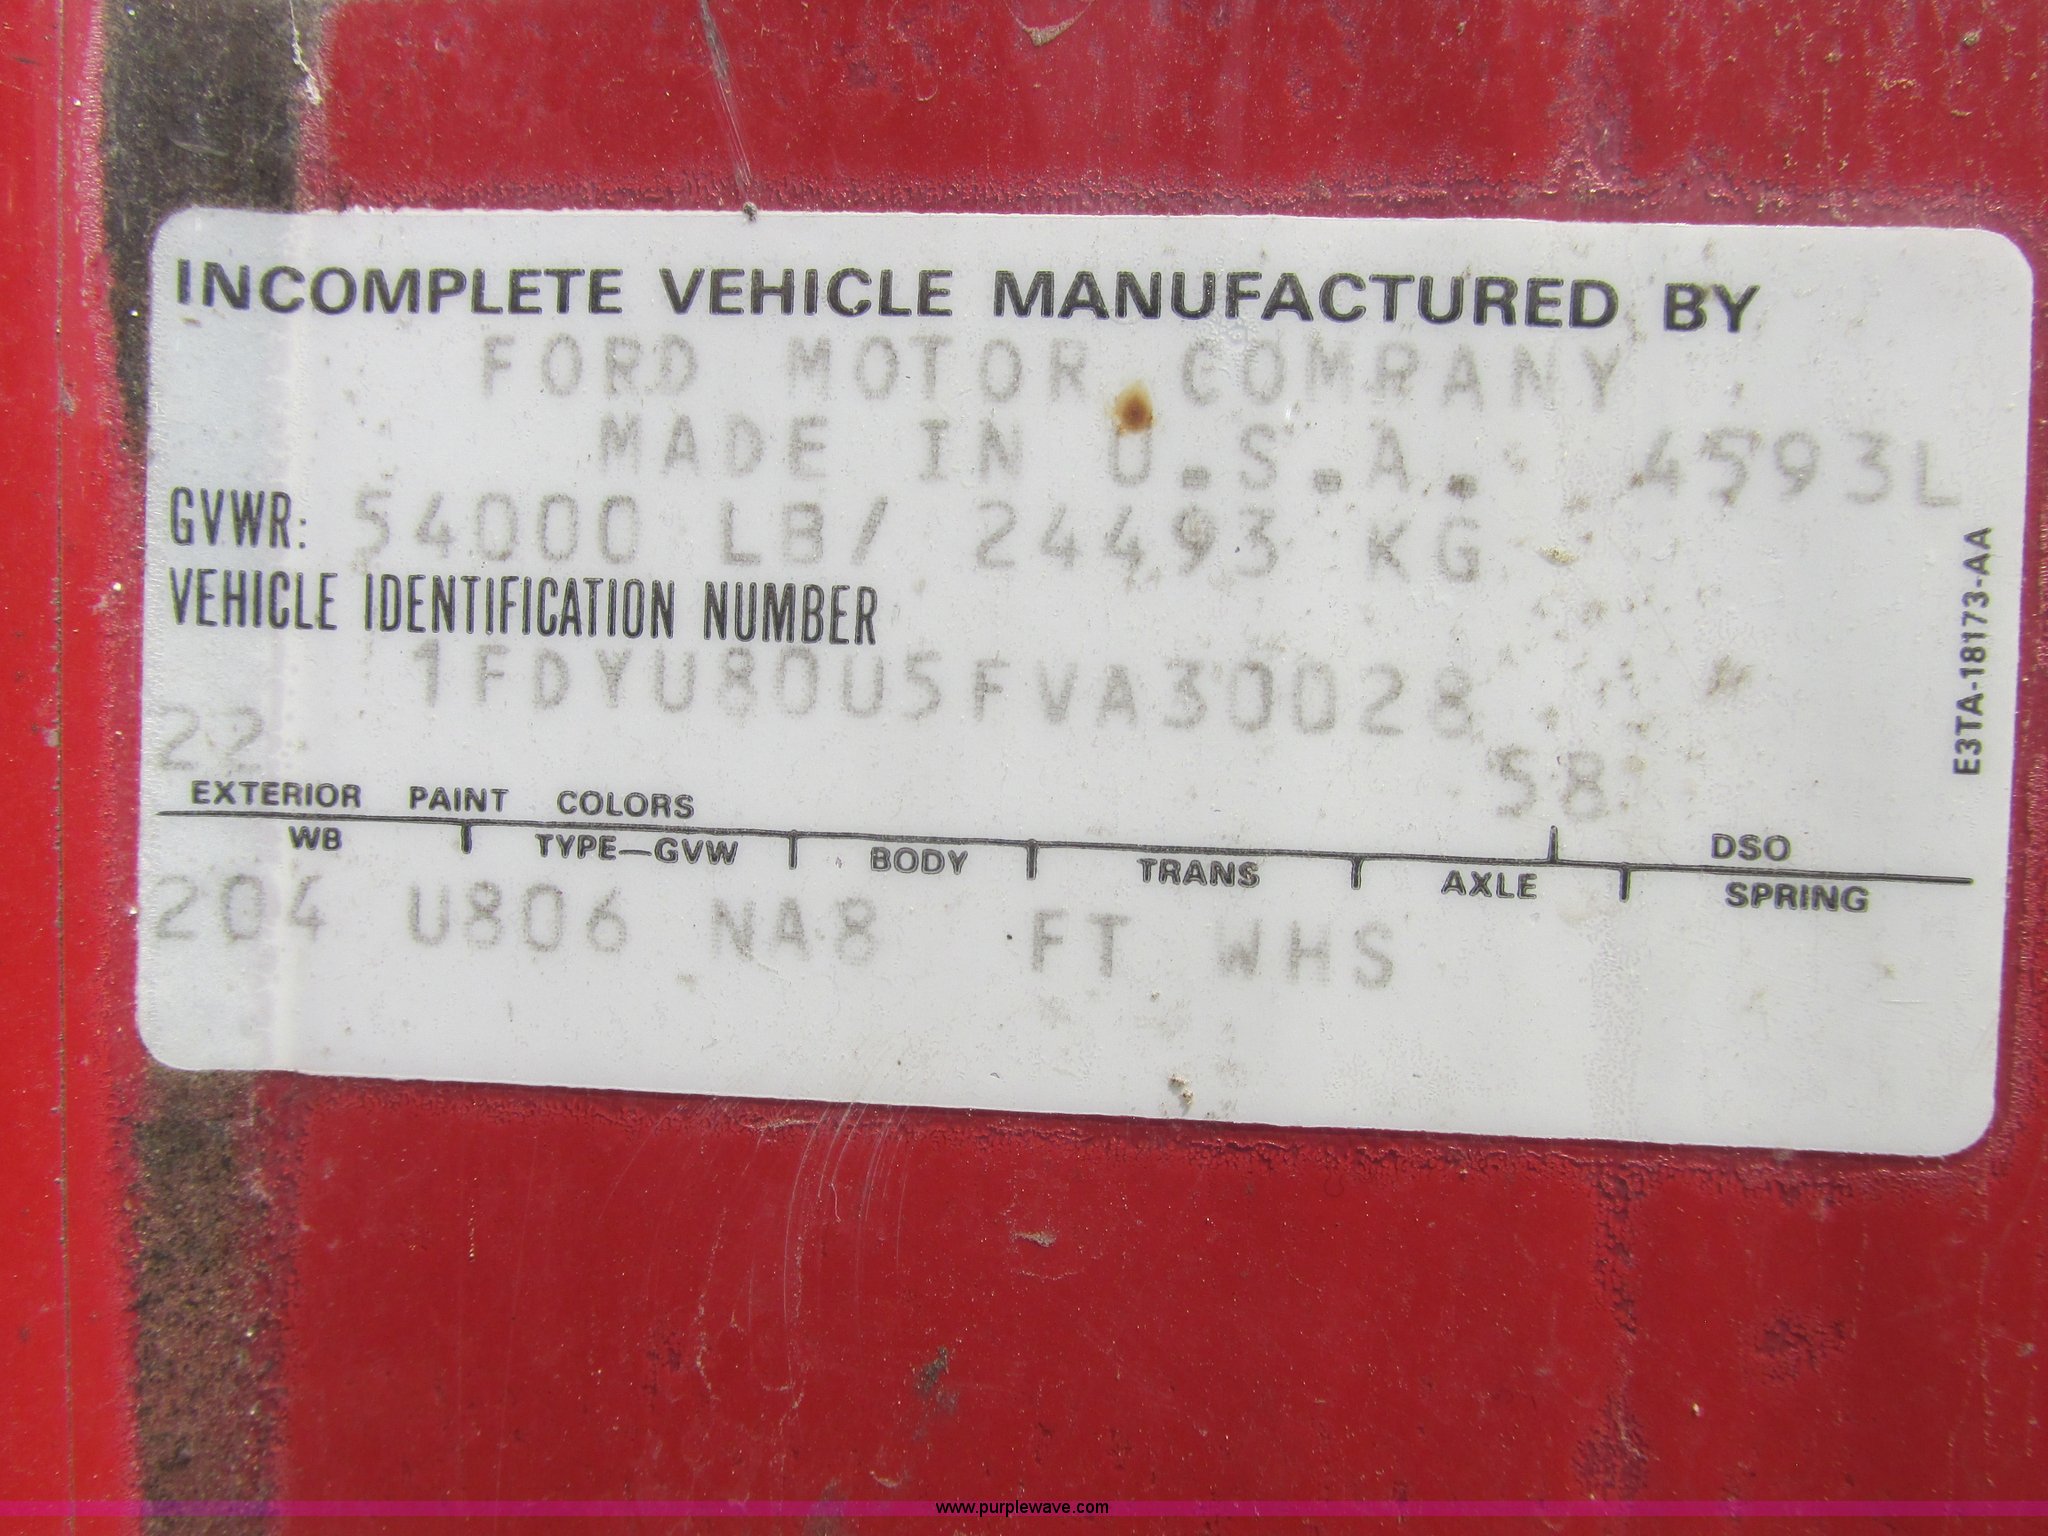 INCOMPLETE VEHICLE MANUFACTURED BY
FORD MOTOR COMPANY
MADE IN U.S.A. 4593L
GVWR: 54000 LB/ 24493 KG
VEHICLE IDENTIFICATION NUMBER
1FDYU80U5FVA30028
22 58
EXTERIOR PAINT COLORS DSO
WB TYPE—GVW BODY TRANS AXLE SPRING
204 U806 NA8 FT WHS
E3TA-18173-AA
www.purplewave.com